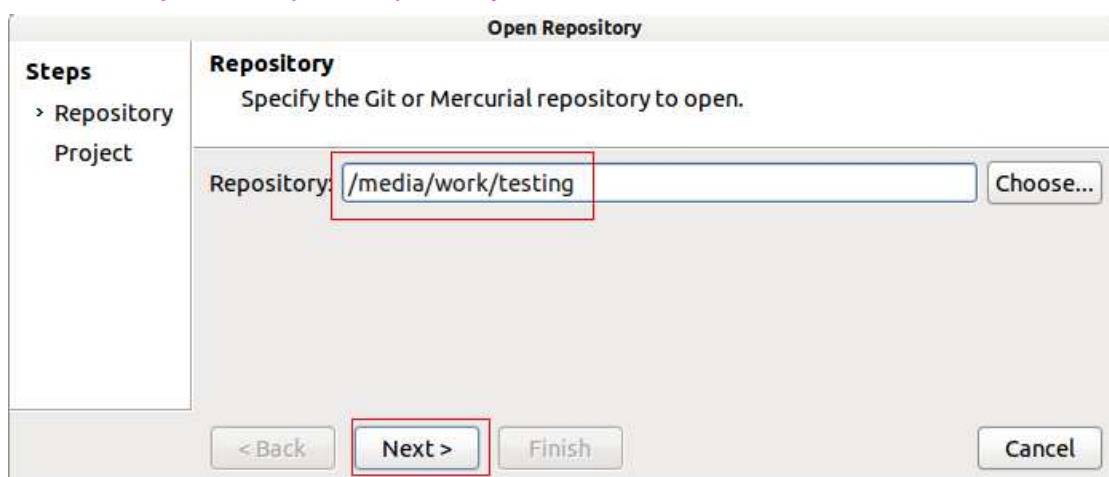 Open Repository
Steps
› Repository
Project
Repository
Specify the Git or Mercurial repository to open.
Repository: /media/work/testing Choose...
< Back Next > Finish Cancel